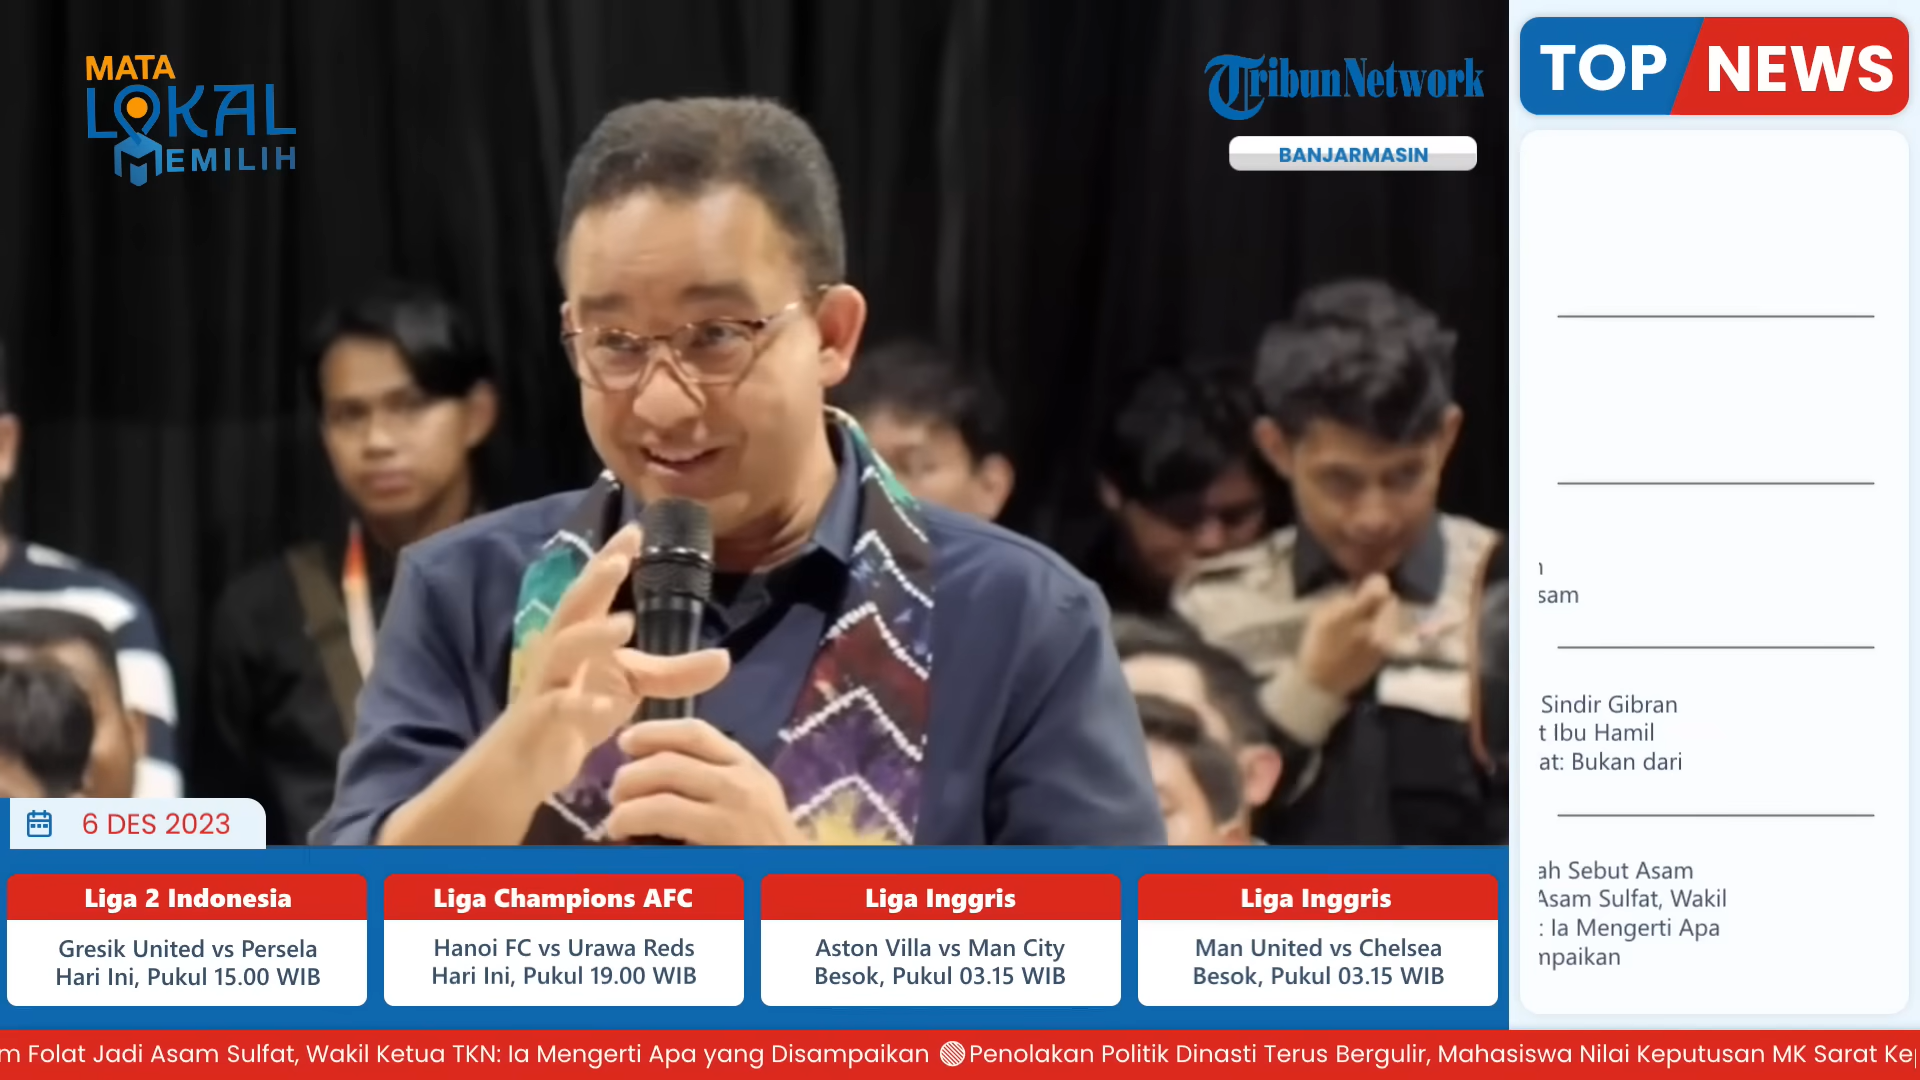 MATA
LOKAL
MEMILIH
Tribun Network
BANJARMASIN
TOP NEWS
sam
Sindir Gibran
t Ibu Hamil
at: Bukan dari
ah Sebut Asam
Asam Sulfat, Wakil
: Ia Mengerti Apa
mpaikan
6 DES 2023
Liga 2 Indonesia
Gresik United vs Persela
Hari Ini, Pukul 15.00 WIB
Liga Champions AFC
Hanoi FC vs Urawa Reds
Hari Ini, Pukul 19.00 WIB
Liga Inggris
Aston Villa vs Man City
Besok, Pukul 03.15 WIB
Liga Inggris
Man United vs Chelsea
Besok, Pukul 03.15 WIB
m Folat Jadi Asam Sulfat, Wakil Ketua TKN: Ia Mengerti Apa yang Disampaikan Penolakan Politik Dinasti Terus Bergulir, Mahasiswa Nilai Keputusan MK Sarat Ke